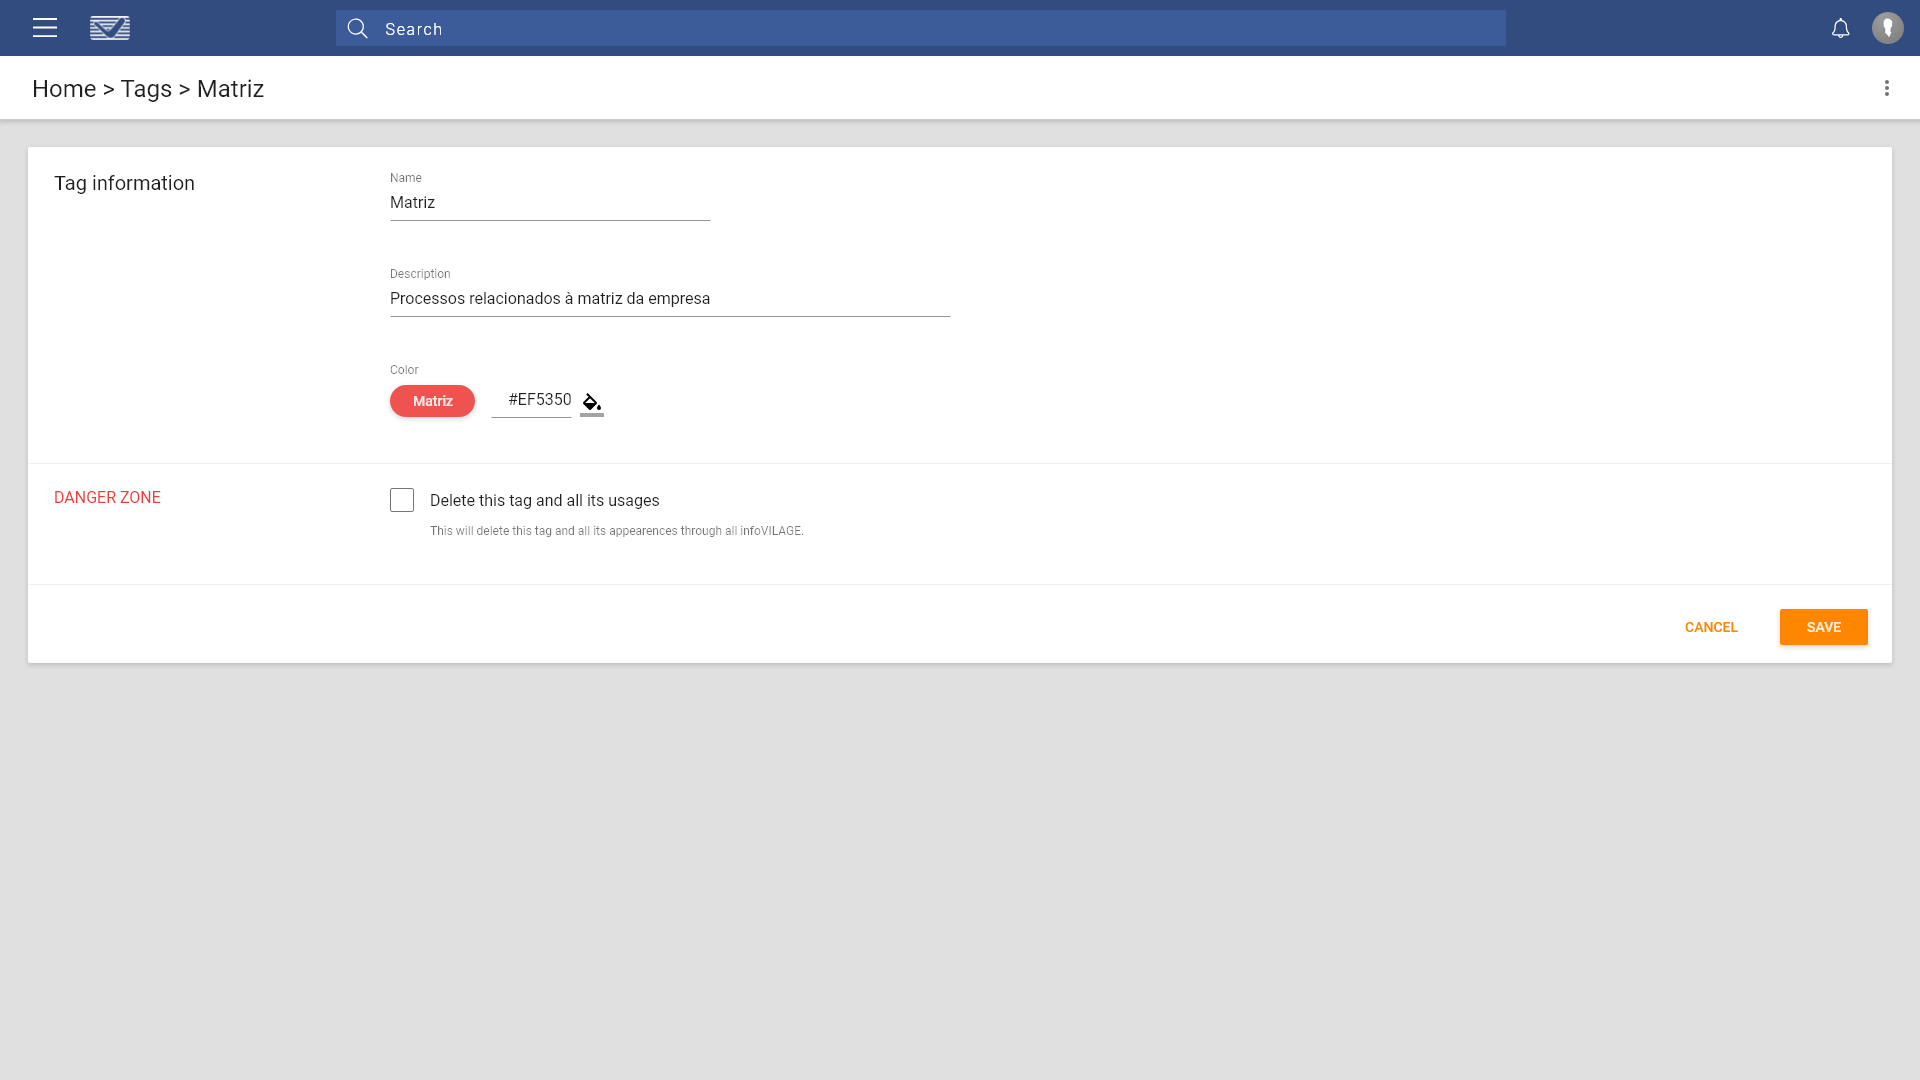 Search
Home > Tags > Matriz
Tag information
Name
Matriz
Description
Processos relacionados à matriz da empresa
Color
Matriz
#EF5350
DANGER ZONE
Delete this tag and all its usages
This will delete this tag and all its appearences through all infoVILAGE.
CANCEL
SAVE